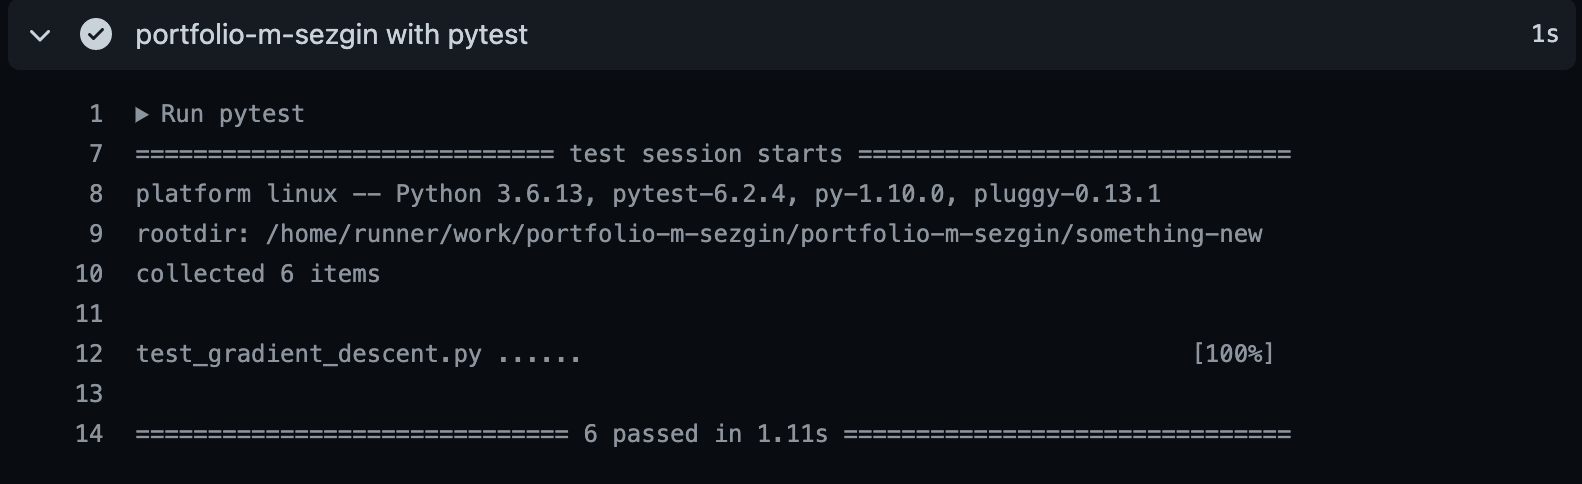 portfolio-m-sezgin with pytest 1s
1 ▶ Run pytest
7 ============================= test session starts ==============================
8 platform linux -- Python 3.6.13, pytest-6.2.4, py-1.10.0, pluggy-0.13.1
9 rootdir: /home/runner/work/portfolio-m-sezgin/portfolio-m-sezgin/something-new
10 collected 6 items
11
12 test_gradient_descent.py ...... [100%]
13
14 ============================== 6 passed in 1.11s ===============================